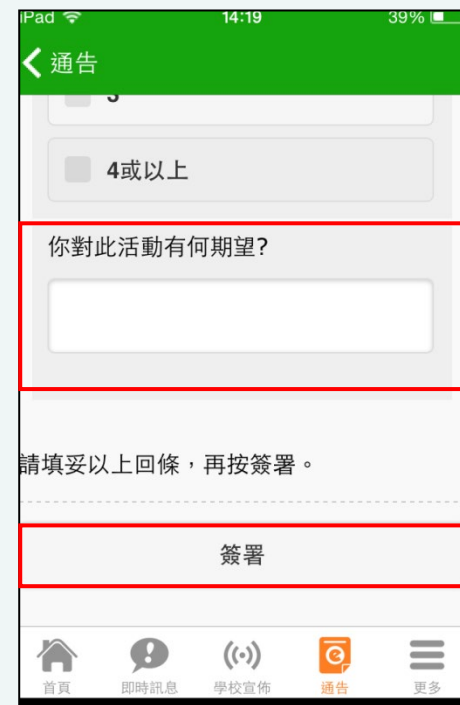 iPad 14:19 39%
通告
3
4或以上
你對此活動有何期望?
請填妥以上回條，再按簽署。
簽署
首頁 即時訊息 學校宣佈 通告 更多